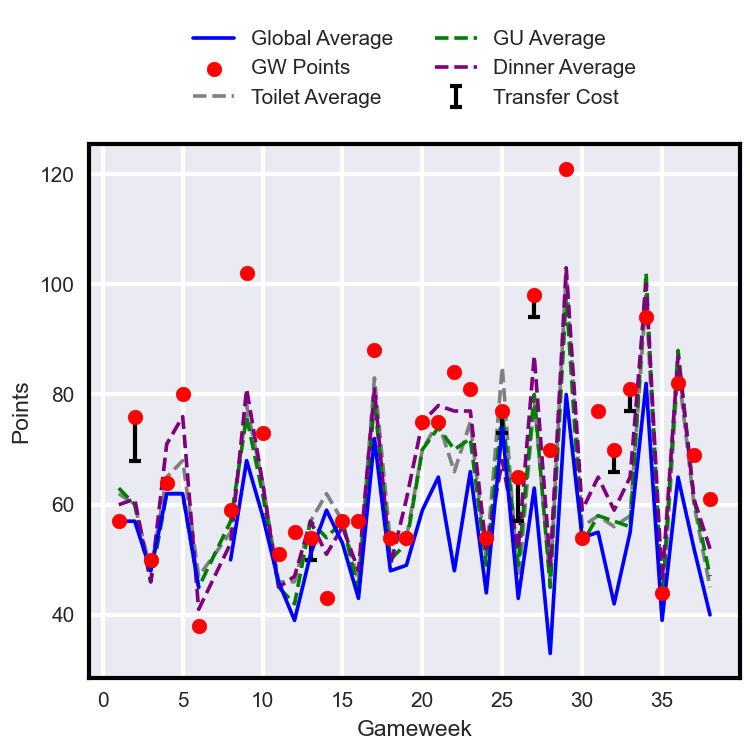 Global Average
GW Points
Toilet Average
GU Average
Dinner Average
Transfer Cost
120
100
80
60
40
Points
0 5 10 15 20 25 30 35
Gameweek